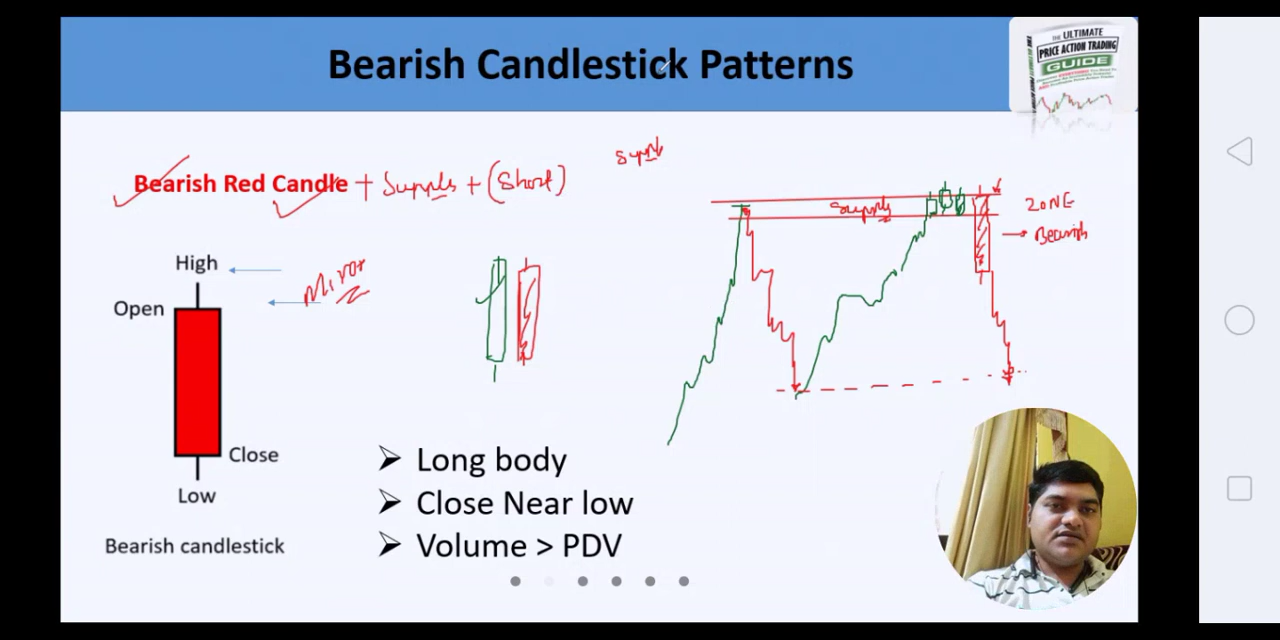 Bearish Candlestick Patterns
THE ULTIMATE
PRICE ACTION TRADING
GUIDE
Bearish Red Candle + Supply + (Short)
High
Open
Mirror
Close
Low
Bearish candlestick
Supply
ZONE
Bearish
➢ Long body
➢ Close Near low
➢ Volume > PDV